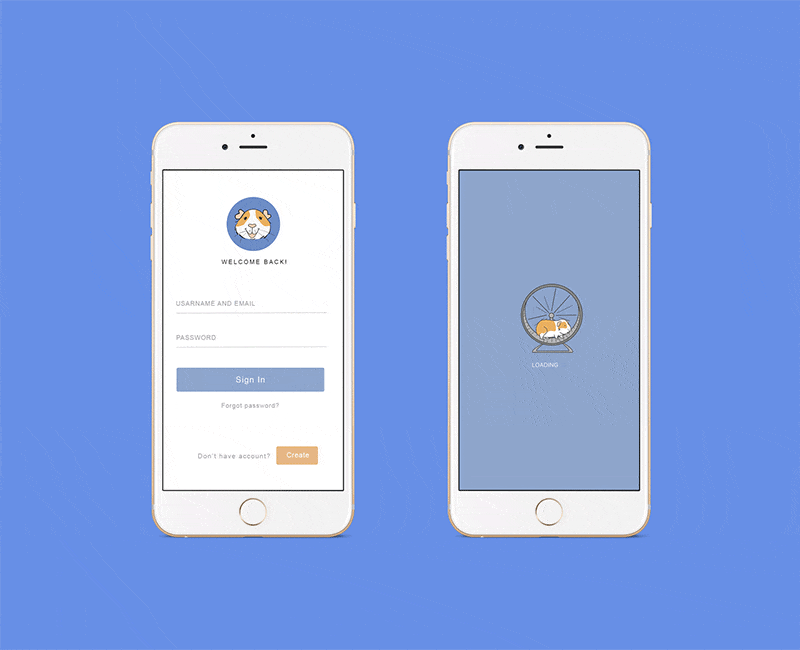 WELCOME BACK!
USARNAME AND EMAIL
PASSWORD
Sign In
Forgot password?
Don't have account? Create
LOADING